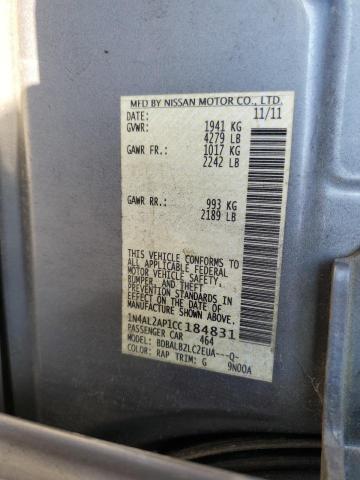 MFD BY NISSAN MOTOR CO., LTD.
DATE: 11/11
GVWR: 1941 KG
4279 LB
GAWR FR.: 1017 KG
2242 LB
GAWR RR.: 993 KG
2189 LB
THIS VEHICLE CONFORMS TO
ALL APPLICABLE FEDERAL
MOTOR VEHICLE SAFETY,
BUMPER, AND THEFT
PREVENTION STANDARDS
IN EFFECT ON THE DATE OF
MANUFACTURE SHOWN ABOVE.
1N4AL2AP1CC184831
PASSENGER CAR 464
MODEL: BDBALBZLC2EUA---Q-
COLOR: RAP TRIM: G 9N00A